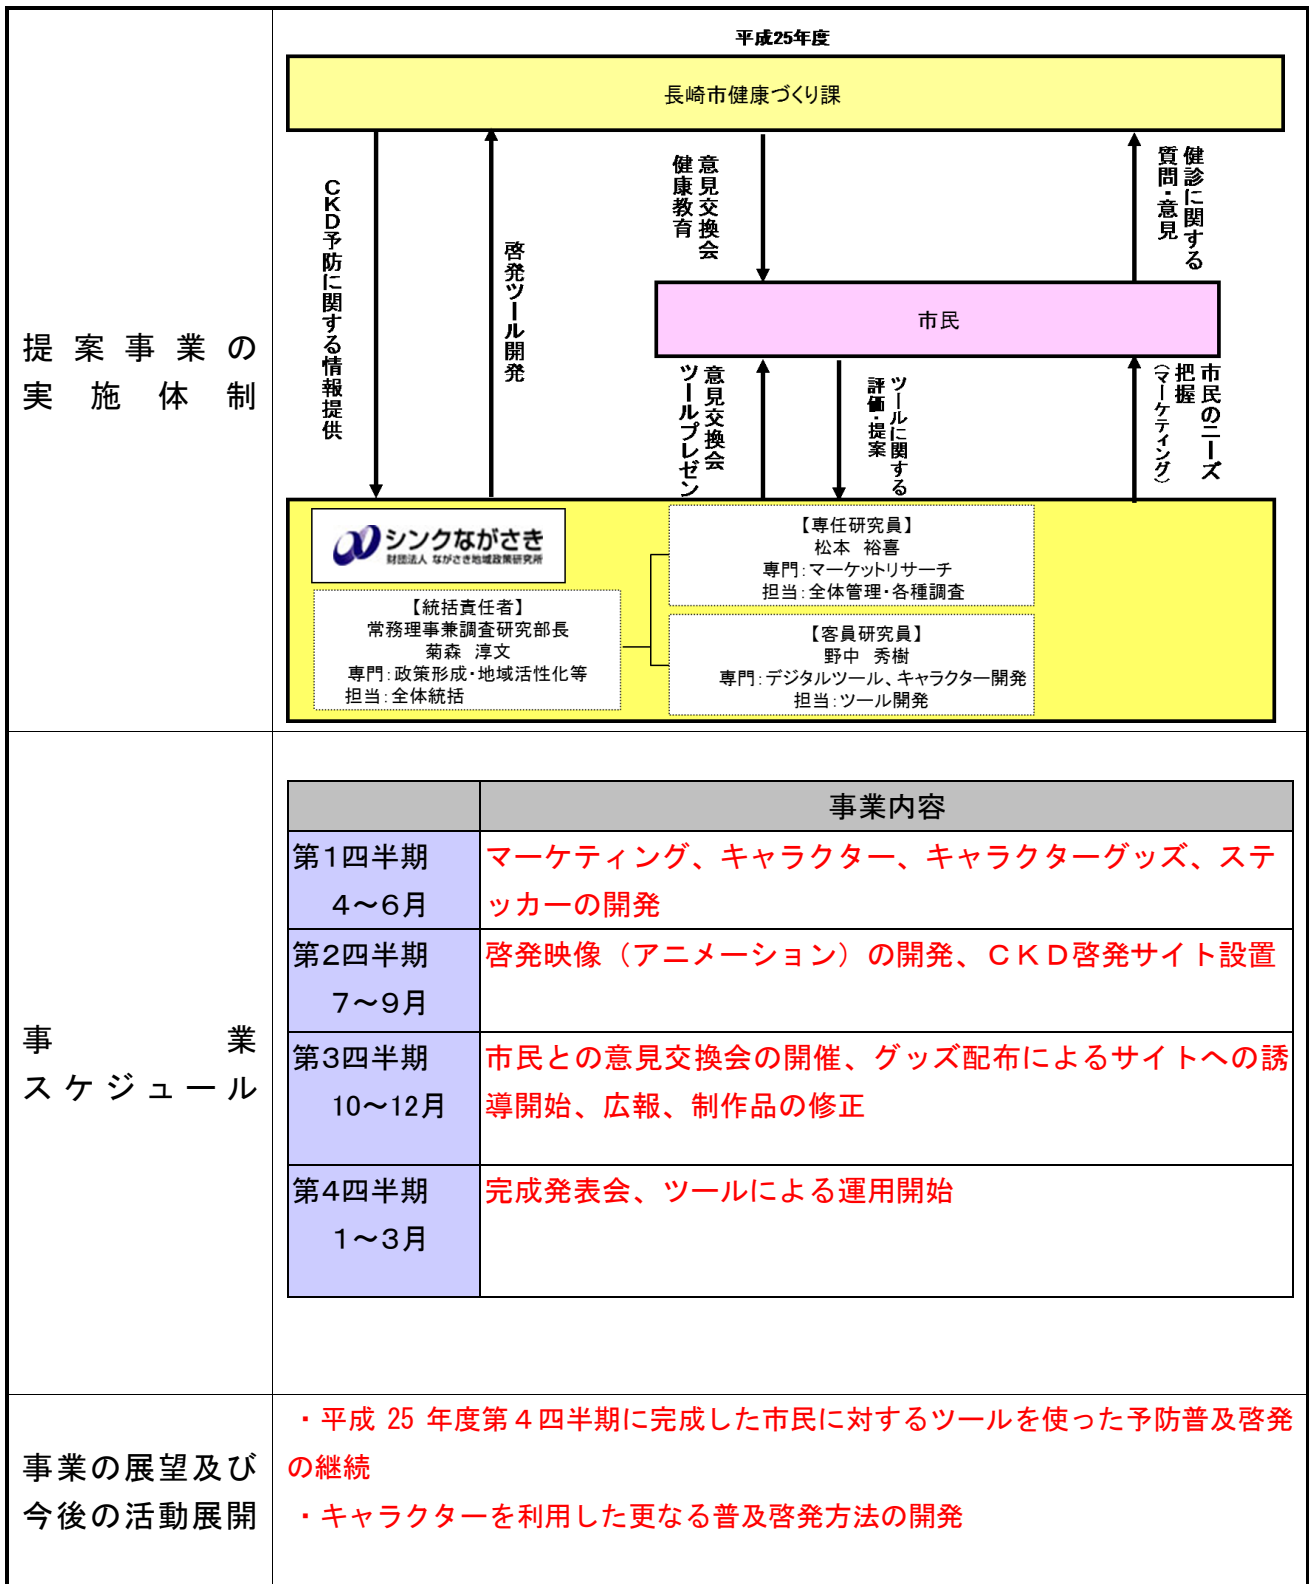 提案事業の
実施体制
平成25年度
長崎市健康づくり課
CKD予防に関する情報提供
啓発ツール開発
意見交換会
健康教育
健診に関する
質問・意見
市民
意見交換会
ツールプレゼン
ツールに関する
評価・提案
市民のニーズ
把握
(マーケティング)
シンクながさき
財団法人 ながさき地域政策研究所
【統括責任者】
常務理事兼調査研究部長
菊森 淳文
専門:政策形成・地域活性化等
担当:全体統括
【専任研究員】
松本 裕喜
専門:マーケットリサーチ
担当:全体管理・各種調査
【客員研究員】
野中 秀樹
専門:デジタルツール、キャラクター開発
担当:ツール開発
事業
スケジュール
事業内容
第1四半期
4~6月
マーケティング、キャラクター、キャラクターグッズ、ステ
ッカーの開発
第2四半期
7~9月
啓発映像(アニメーション)の開発、CKD啓発サイト設置
第3四半期
10~12月
市民との意見交換会の開催、グッズ配布によるサイトへの誘
導開始、広報、制作品の修正
第4四半期
1~3月
完成発表会、ツールによる運用開始
事業の展望及び
今後の活動展開
・平成 25 年度第4四半期に完成した市民に対するツールを使った予防普及啓発
の継続
・キャラクターを利用した更なる普及啓発方法の開発